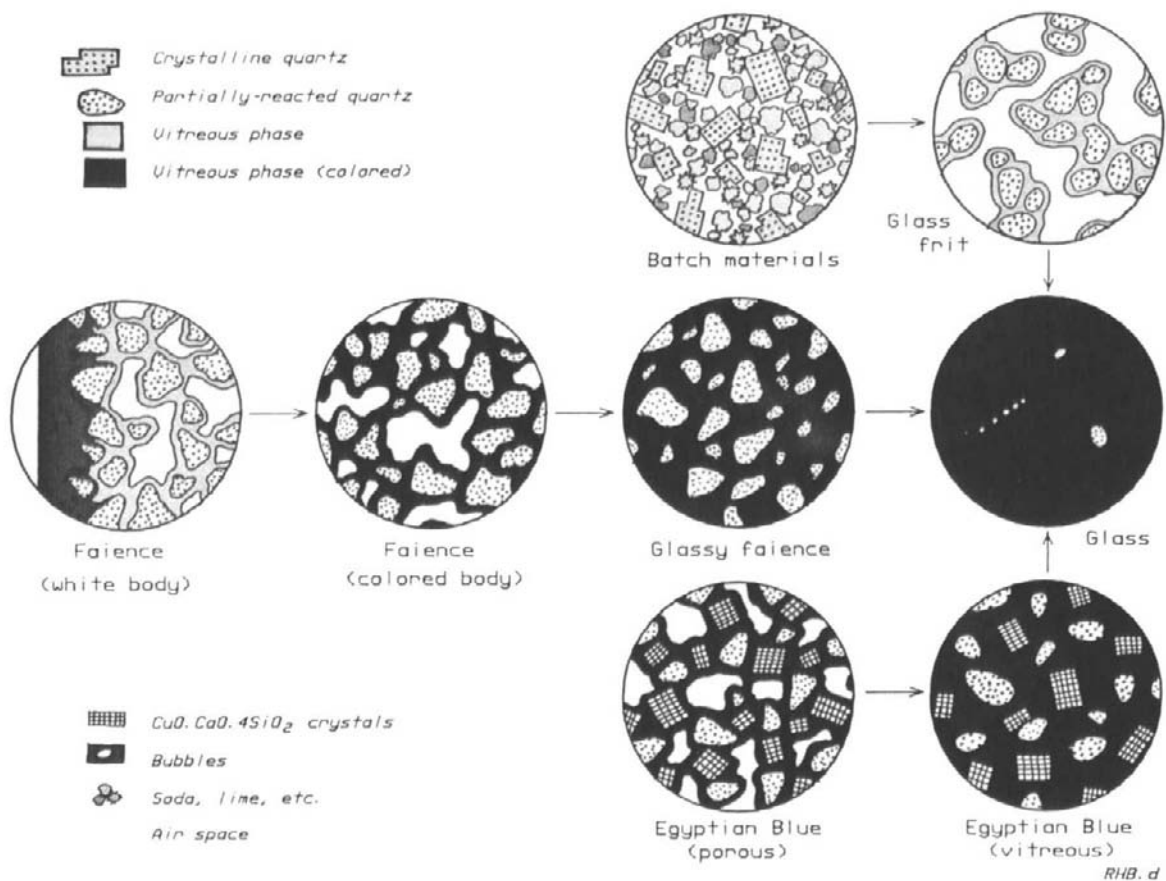 Crystalline quartz
Partially-reacted quartz
Vitreous phase
Vitreous phase (colored)
Batch materials
Glass
frit
Faience
(white body)
Faience
(colored body)
Glassy faience
Glass
CuO.CaO.4SiO₂ crystals
Bubbles
Soda, lime, etc.
Air space
Egyptian Blue
(porous)
Egyptian Blue
(vitreous)
RHB.d